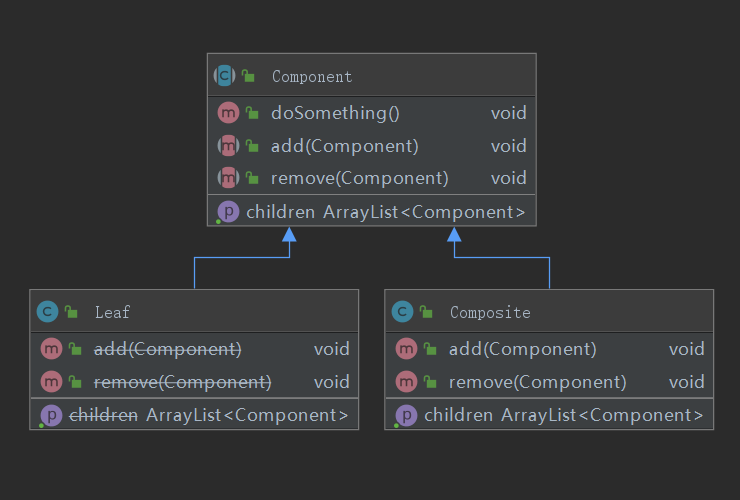 Component
doSomething() void
add(Component) void
remove(Component) void
children ArrayList<Component>
Leaf
add(Component) void
remove(Component) void
children ArrayList<Component>
Composite
add(Component) void
remove(Component) void
children ArrayList<Component>